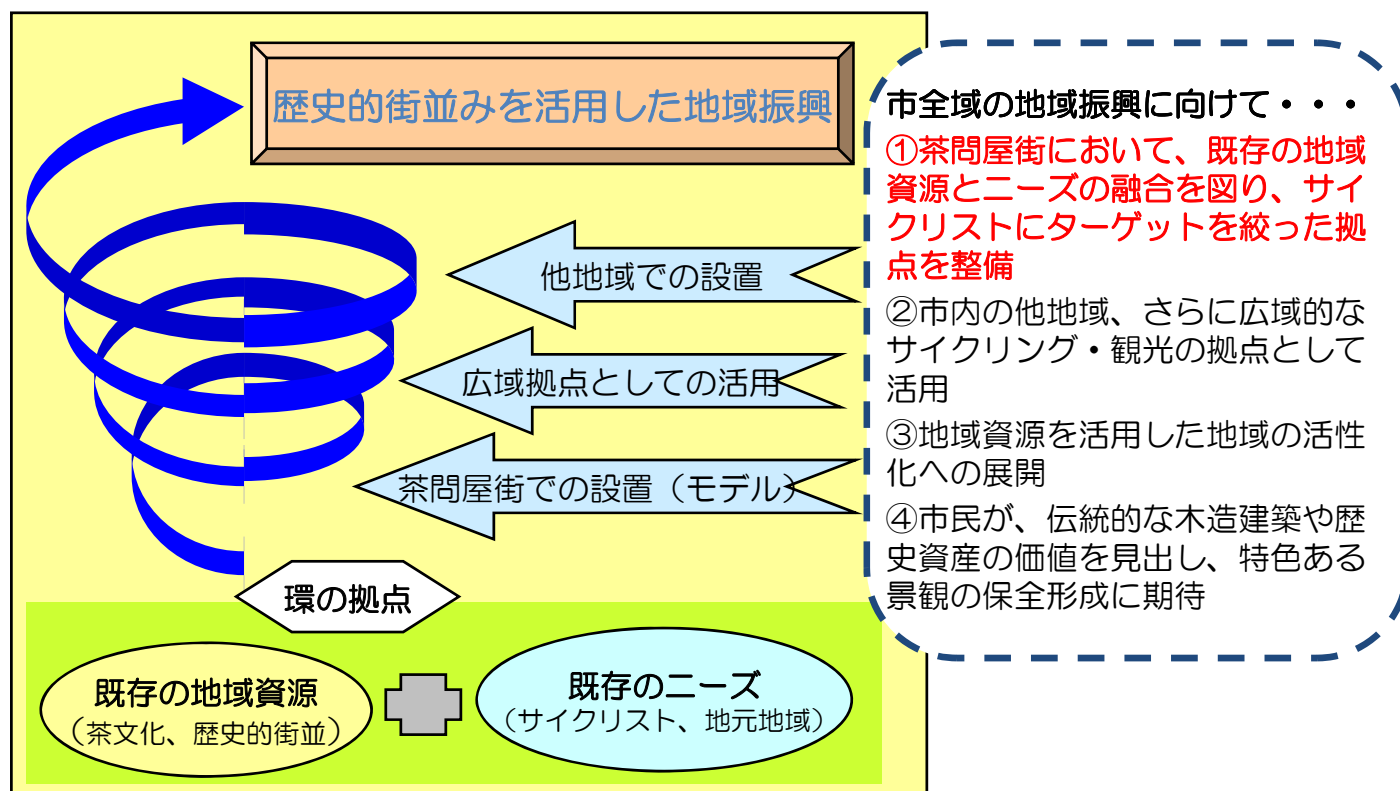 歴史的街並みを活用した地域振興
他地域での設置
広域拠点としての活用
茶問屋街での設置（モデル）
環の拠点
既存の地域資源
（茶文化、歴史的街並）
既存のニーズ
（サイクリスト、地元地域）
市全域の地域振興に向けて・・・
①茶問屋街において、既存の地域
資源とニーズの融合を図り、サイ
クリストにターゲットを絞った拠
点を整備
②市内の他地域、さらに広域的な
サイクリング・観光の拠点として
活用
③地域資源を活用した地域の活性
化への展開
④市民が、伝統的な木造建築や歴
史資産の価値を見出し、特色ある
景観の保全形成に期待